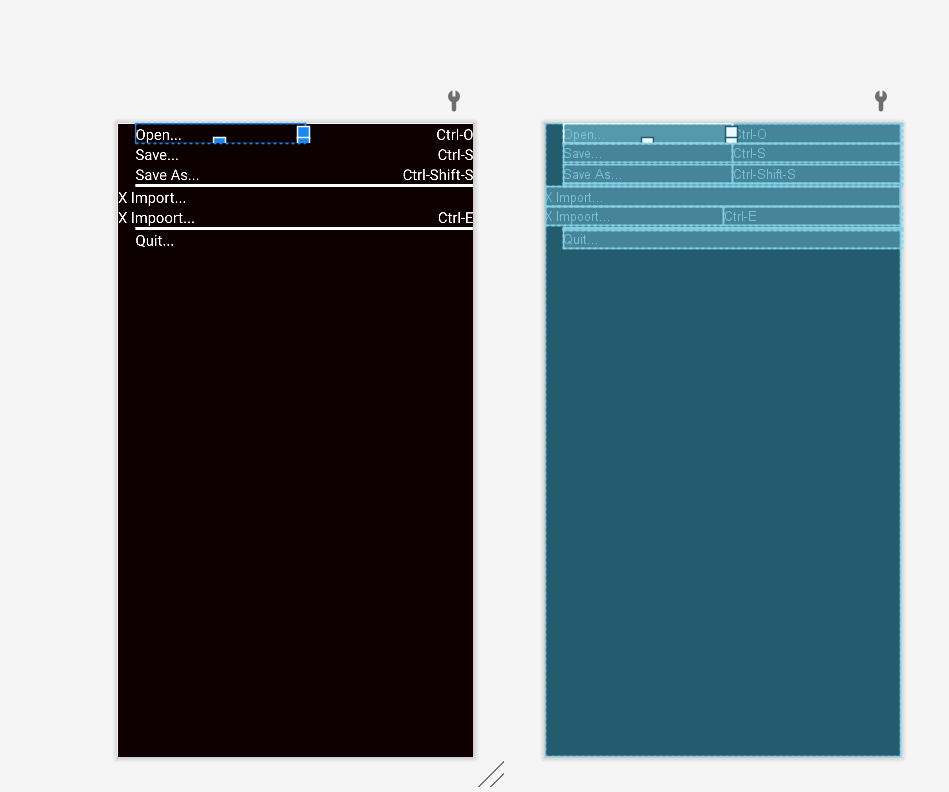 Open... Ctrl-O
Save... Ctrl-S
Save As... Ctrl-Shift-S
X Import...
X Impoort... Ctrl-E
Quit...
Open... Ctrl-O
Save... Ctrl-S
Save As... Ctrl-Shift-S
X Import...
X Impoort... Ctrl-E
Quit...